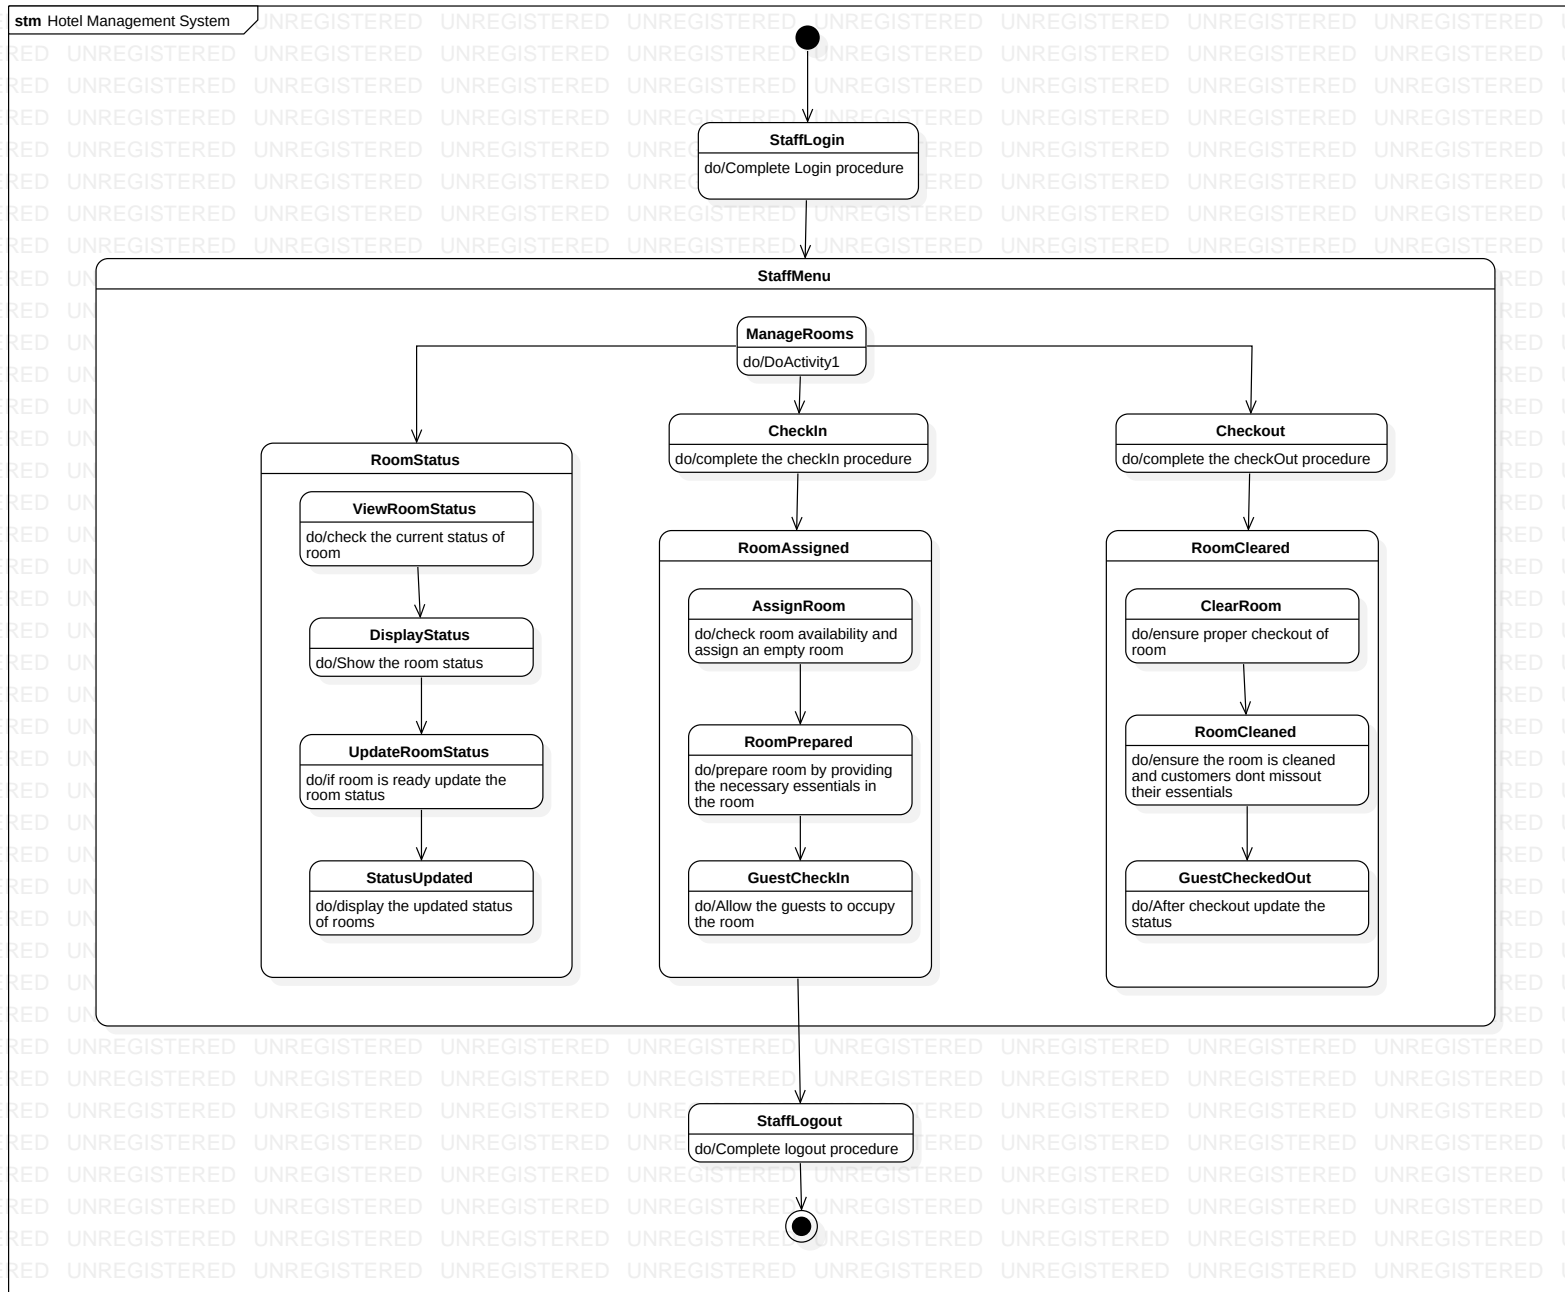 stm Hotel Management System
StaffLogin
do/Complete Login procedure
StaffMenu
ManageRooms
do/DoActivity1
RoomStatus
ViewRoomStatus
do/check the current status of
room
DisplayStatus
do/Show the room status
UpdateRoomStatus
do/if room is ready update the
room status
StatusUpdated
do/display the updated status
of rooms
CheckIn
do/complete the checkIn procedure
RoomAssigned
AssignRoom
do/check room availability and
assign an empty room
RoomPrepared
do/prepare room by providing
the necessary essentials in
the room
GuestCheckIn
do/Allow the guests to occupy
the room
Checkout
do/complete the checkOut procedure
RoomCleared
ClearRoom
do/ensure proper checkout of
room
RoomCleaned
do/ensure the room is cleaned
and customers dont missout
their essentials
GuestCheckedOut
do/After checkout update the
status
StaffLogout
do/Complete logout procedure
UNREGISTERED